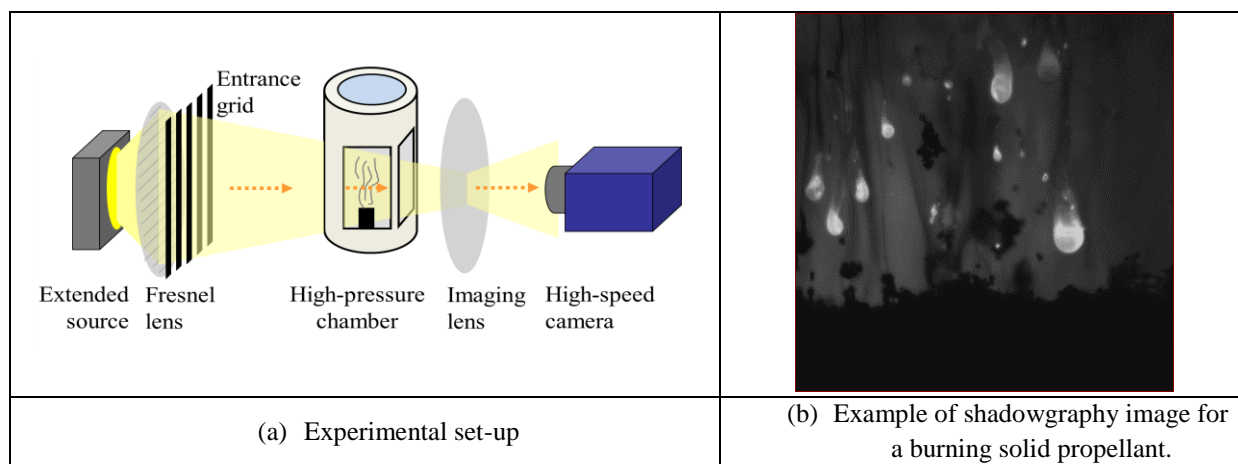 Entrance
grid
Extended
source
Fresnel
lens
High-pressure
chamber
Imaging
lens
High-speed
camera
(a) Experimental set-up
(b) Example of shadowgraphy image for
a burning solid propellant.